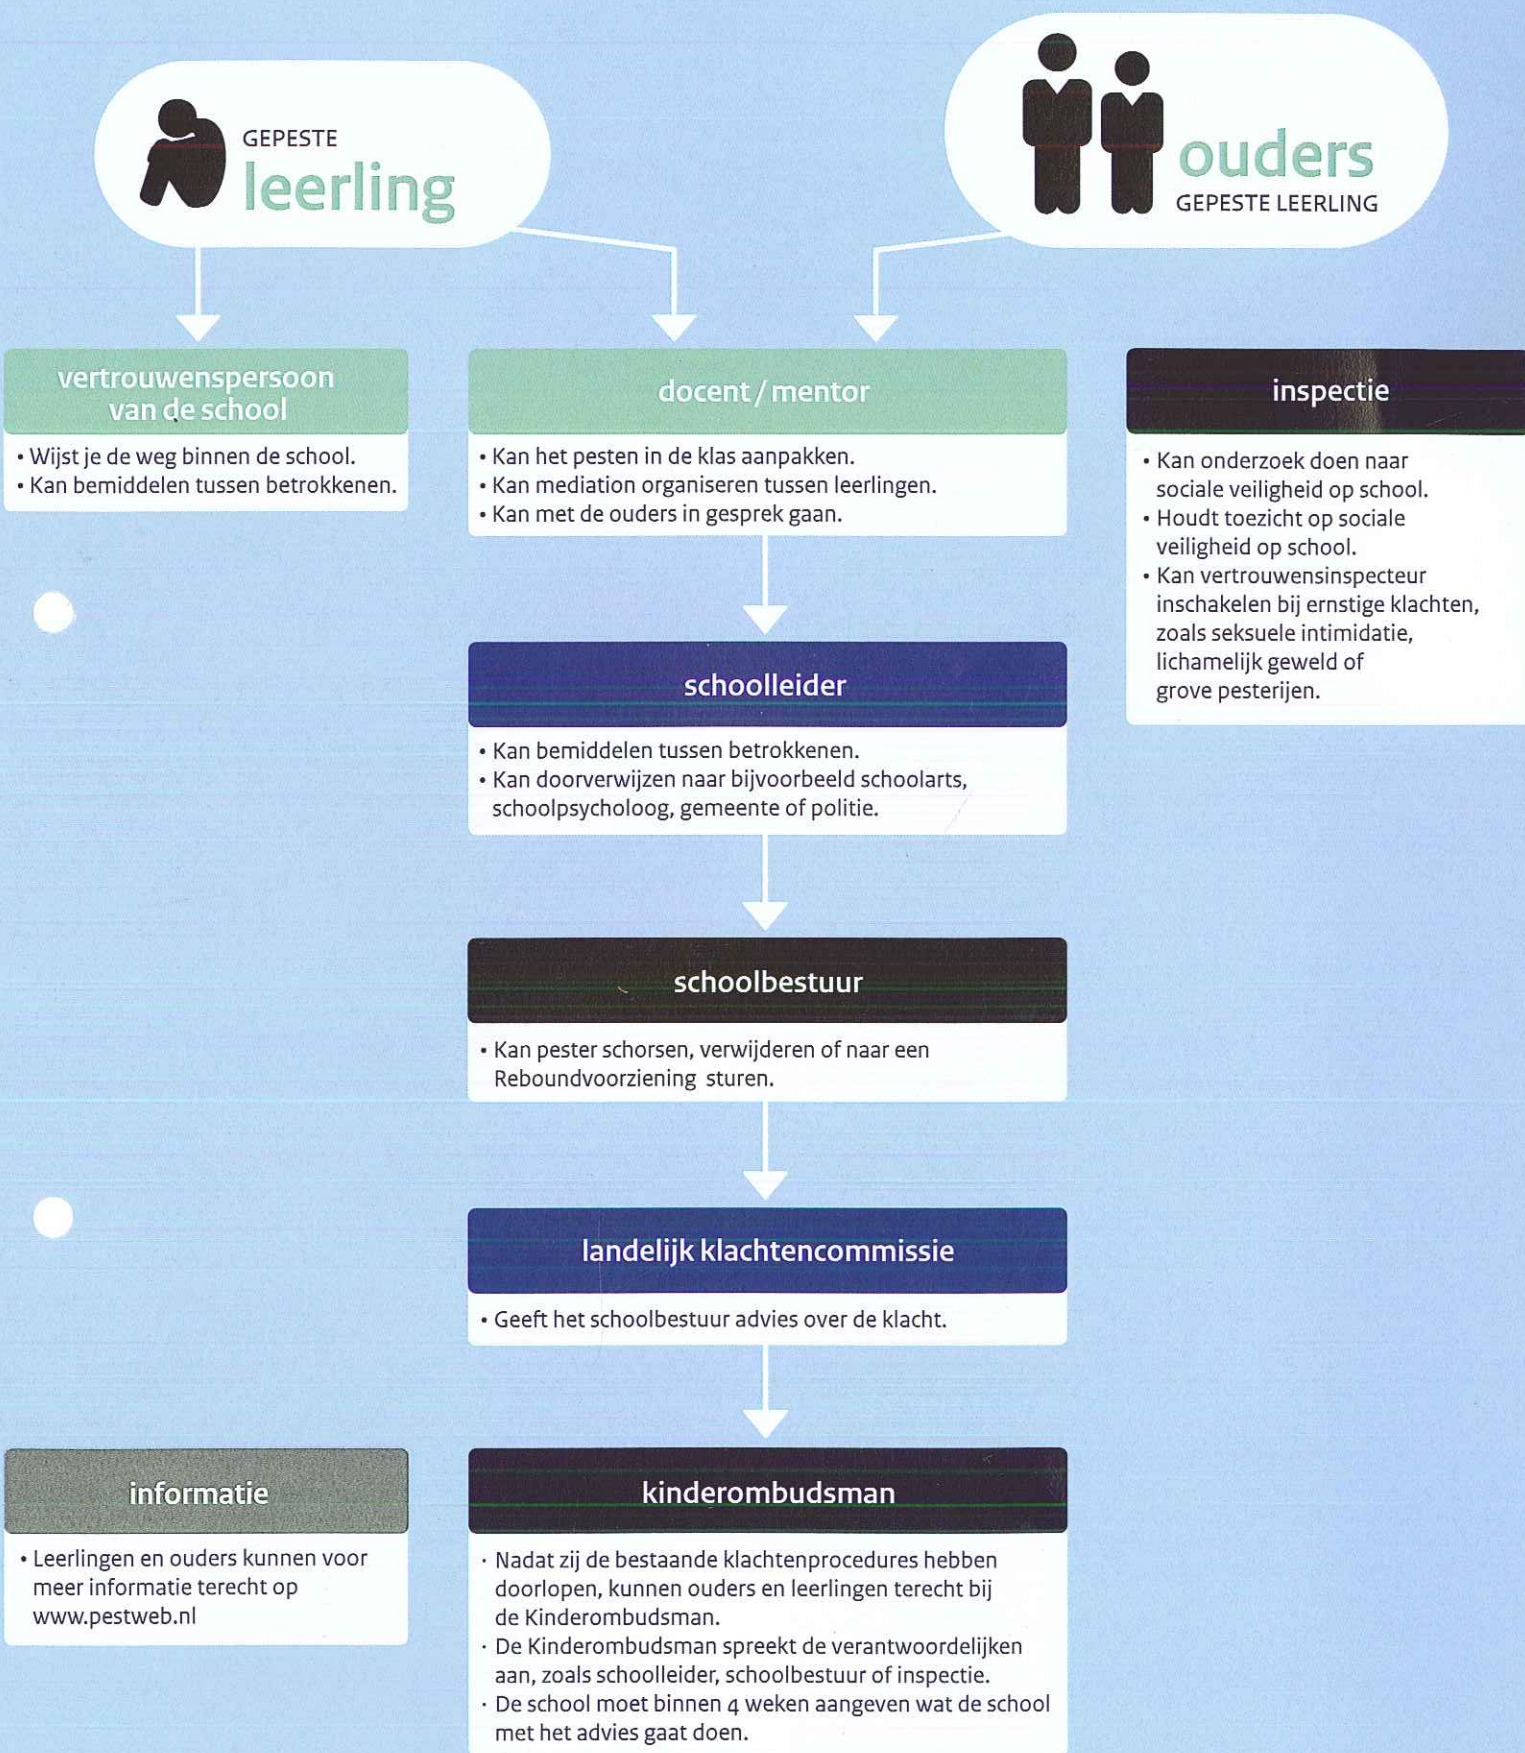 GEPESTE
leerling
ouders
GEPESTE LEERLING
vertrouwenspersoon
van de school
• Wijst je de weg binnen de school.
• Kan bemiddelen tussen betrokkenen.
docent / mentor
• Kan het pesten in de klas aanpakken.
• Kan mediation organiseren tussen leerlingen.
• Kan met de ouders in gesprek gaan.
inspectie
• Kan onderzoek doen naar
sociale veiligheid op school.
• Houdt toezicht op sociale
veiligheid op school.
• Kan vertrouwensinspecteur
inschakelen bij ernstige klachten,
zoals seksuele intimidatie,
lichamelijk geweld of
grove pesterijen.
schoolleider
• Kan bemiddelen tussen betrokkenen.
• Kan doorverwijzen naar bijvoorbeeld schoolarts,
schoolpsycholoog, gemeente of politie.
schoolbestuur
• Kan pester schorsen, verwijderen of naar een
Reboundvoorziening sturen.
landelijk klachtencommissie
• Geeft het schoolbestuur advies over de klacht.
informatie
• Leerlingen en ouders kunnen voor
meer informatie terecht op
www.pestweb.nl
kinderombudsman
· Nadat zij de bestaande klachtenprocedures hebben
doorlopen, kunnen ouders en leerlingen terecht bij
de Kinderombudsman.
· De Kinderombudsman spreekt de verantwoordelijken
aan, zoals schoolleider, schoolbestuur of inspectie.
· De school moet binnen 4 weken aangeven wat de school
met het advies gaat doen.